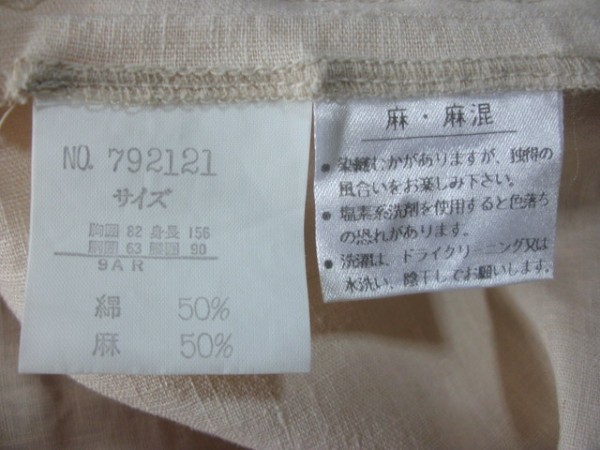 NO. 792121
サイズ
胸囲 82 身長 156
胴囲 63 腰囲 90
9AR
綿 50%
麻 50%
麻・麻混
• 染縮むかがありますが、独得の
風合いをお楽しみ下さい。
• 塩素系洗剤を使用すると色落ち
の恐れがあります。
• 洗濯は、ドライクリーニング又は
水洗い、陰干しでお願いします。